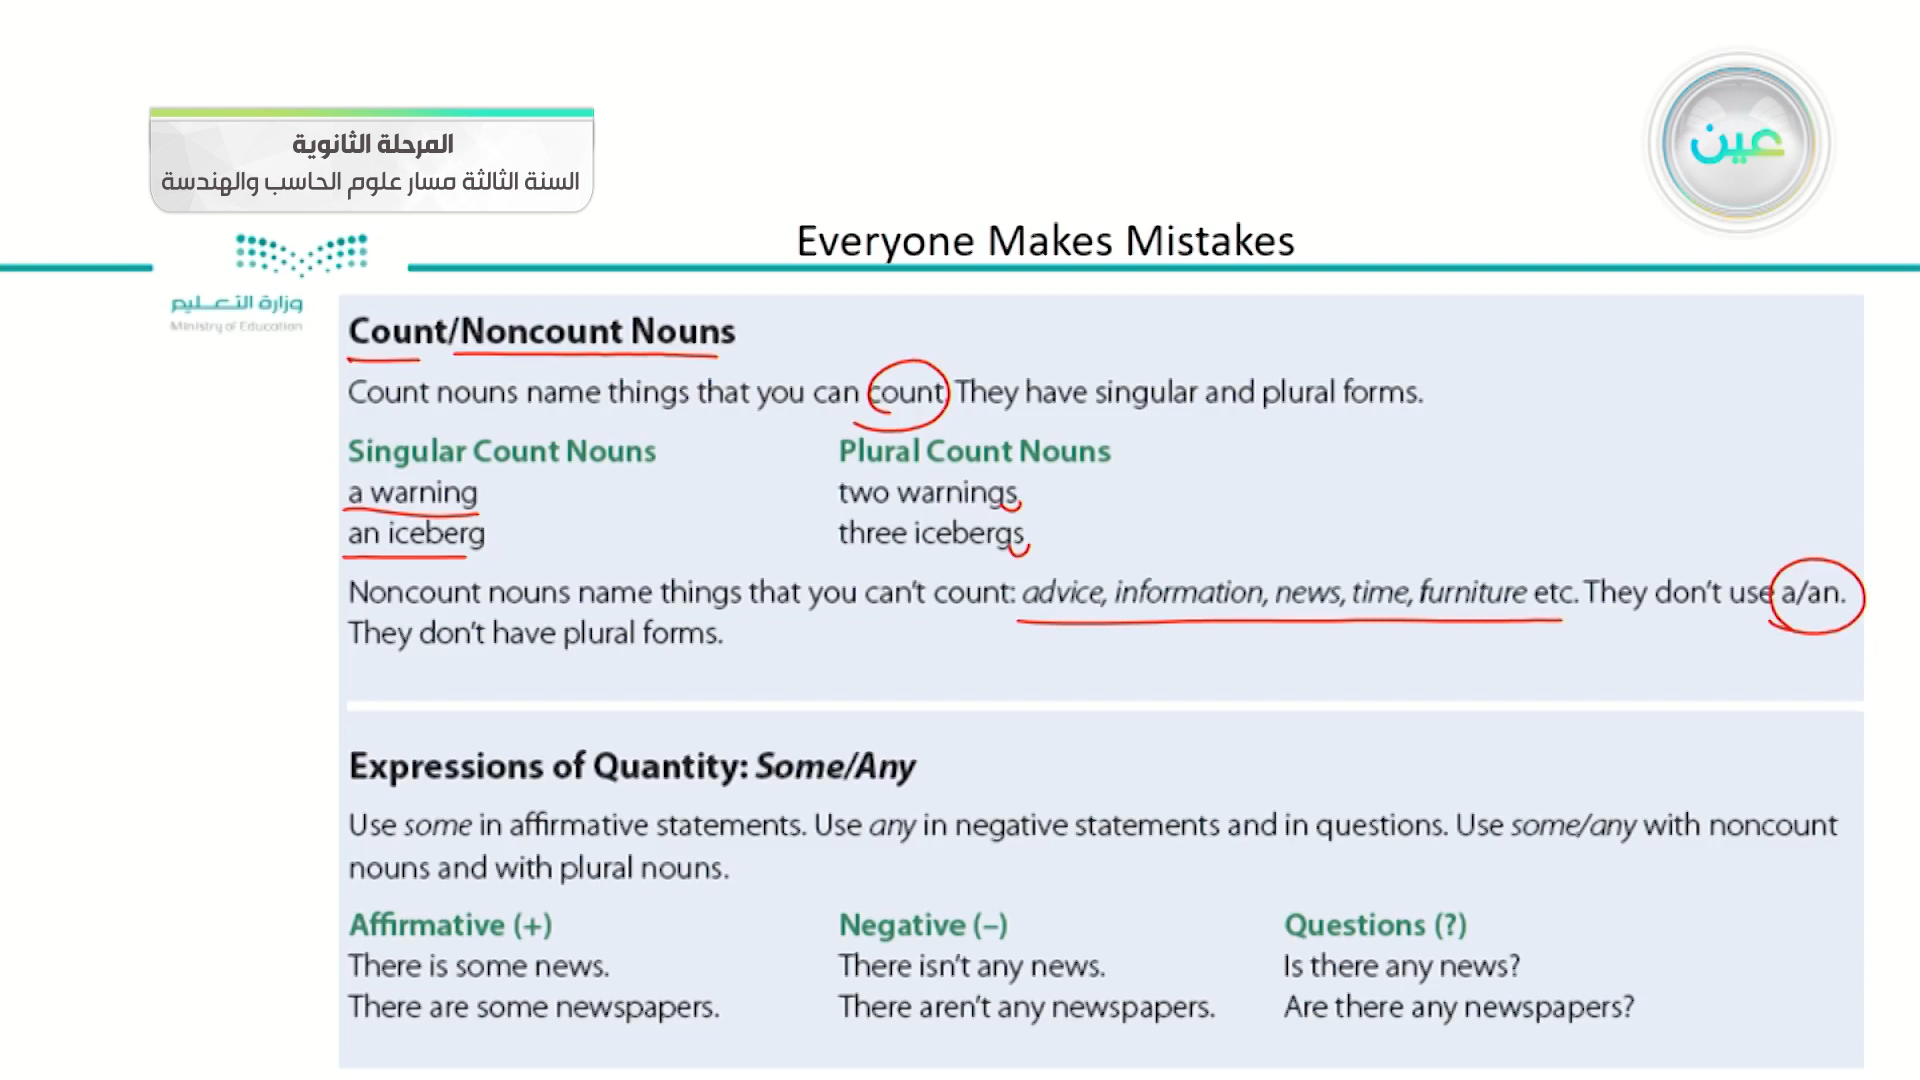 المرحلة الثانوية
السنة الثالثة مسار علوم الحاسب والهندسة
عين
Everyone Makes Mistakes
وزارة التعليم
Ministry of Education
Count/Noncount Nouns
Count nouns name things that you can count. They have singular and plural forms.
Singular Count Nouns Plural Count Nouns
a warning two warnings
an iceberg three icebergs
Noncount nouns name things that you can't count: advice, information, news, time, furniture etc. They don't use a/an.
They don't have plural forms.
Expressions of Quantity: Some/Any
Use some in affirmative statements. Use any in negative statements and in questions. Use some/any with noncount
nouns and with plural nouns.
Affirmative (+) Negative (–) Questions (?)
There is some news. There isn't any news. Is there any news?
There are some newspapers. There aren't any newspapers. Are there any newspapers?